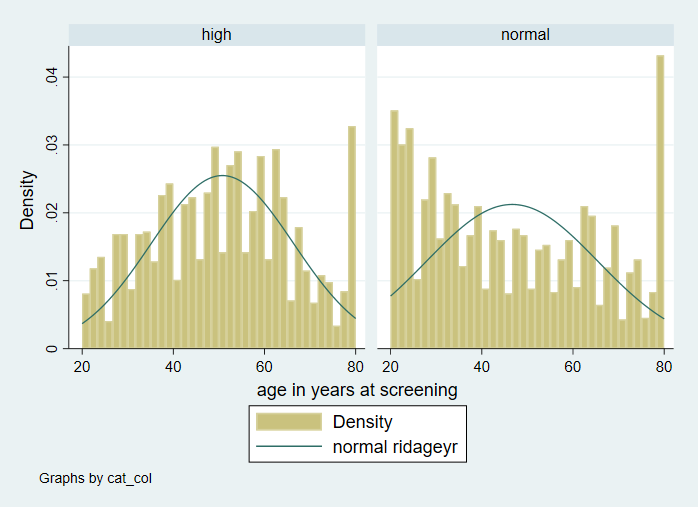 high
normal
Density
0
.01
.02
.03
.04
20
40
60
80
20
40
60
80
age in years at screening
Density
normal ridageyr
Graphs by cat_col